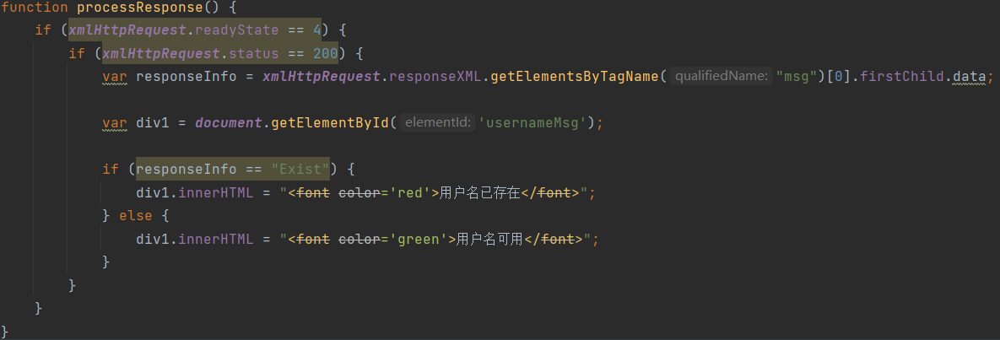 function processResponse() {
if (xmlHttpRequest.readyState == 4) {
if (xmlHttpRequest.status == 200) {
var responseInfo = xmlHttpRequest.responseXML.getElementsByTagName( qualifiedName: "msg")[0].firstChild.data;
var div1 = document.getElementById( elementId: 'usernameMsg');
if (responseInfo == "Exist") {
div1.innerHTML = "<font color='red'>用户名已存在</font>";
} else {
div1.innerHTML = "<font color='green'>用户名可用</font>";
}
}
}
}